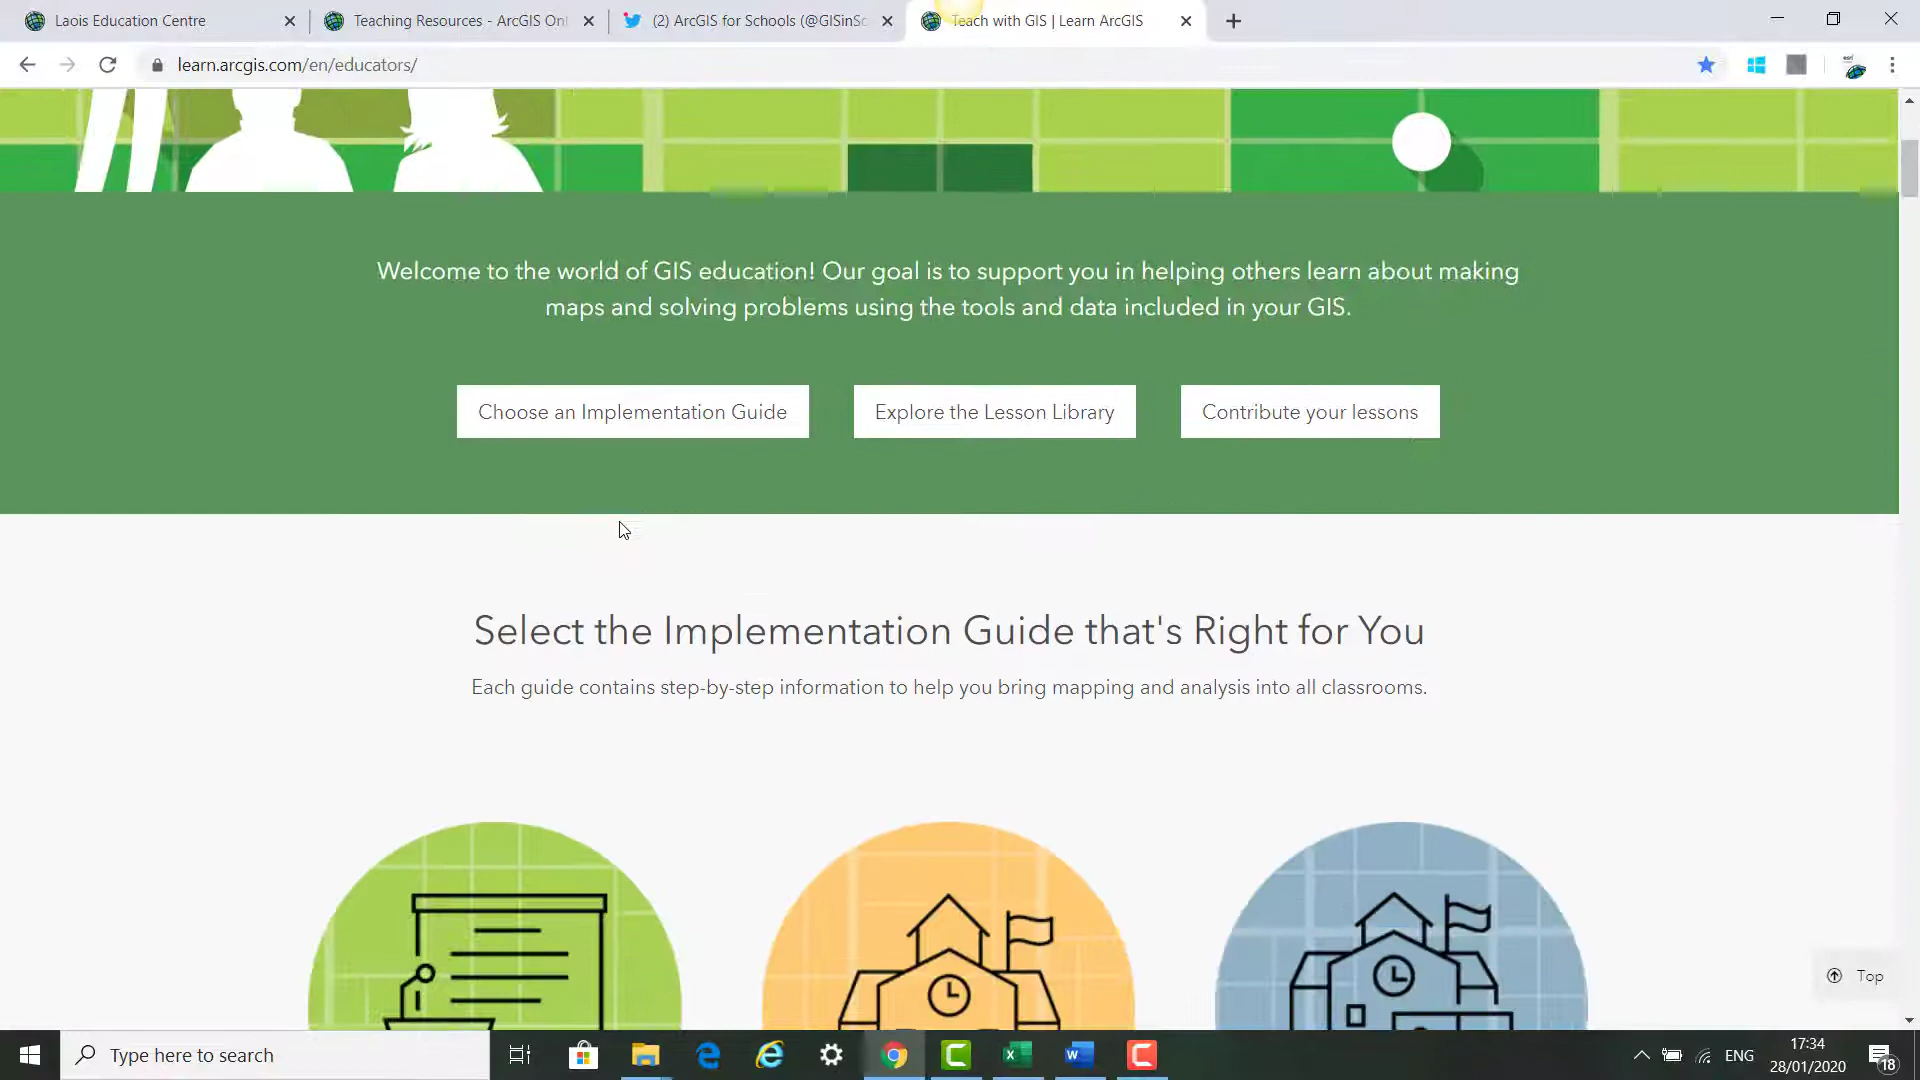 Laois Education Centre
Teaching Resources - ArcGIS Onl
(2) ArcGIS for Schools (@GISinSc
Teach with GIS | Learn ArcGIS
learn.arcgis.com/en/educators/
Welcome to the world of GIS education! Our goal is to support you in helping others learn about making
maps and solving problems using the tools and data included in your GIS.
Choose an Implementation Guide
Explore the Lesson Library
Contribute your lessons
Select the Implementation Guide that's Right for You
Each guide contains step-by-step information to help you bring mapping and analysis into all classrooms.
Top
Type here to search
ENG
17:34
28/01/2020
18